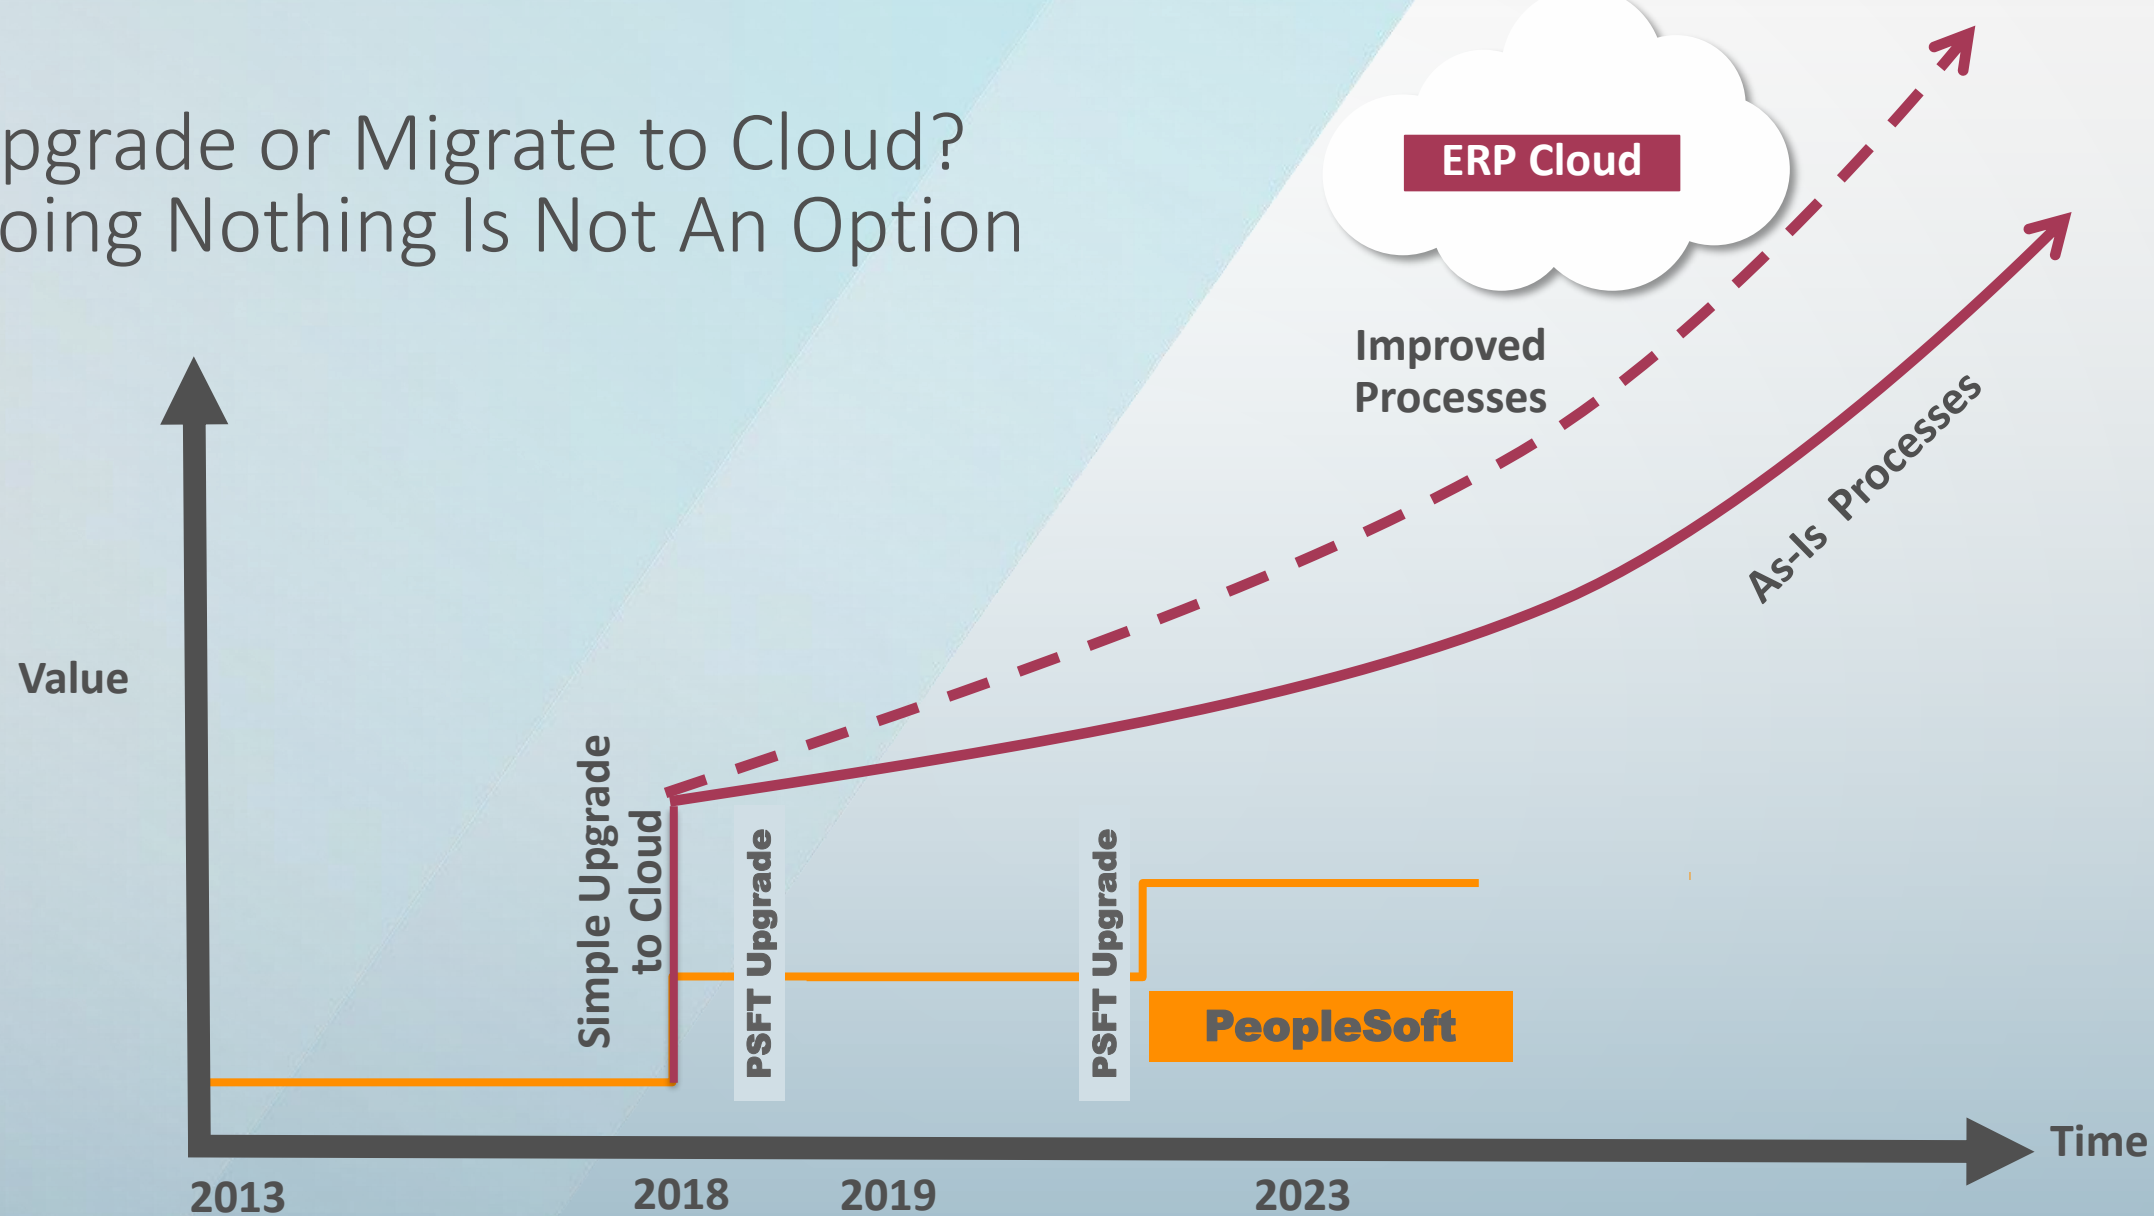 pgrade or Migrate to Cloud?
oing Nothing Is Not An Option
ERP Cloud
Improved
Processes
As-Is Processes
Value
Simple Upgrade
to Cloud
PSFT Upgrade
PSFT Upgrade
PeopleSoft
Time
2013
2018
2019
2023